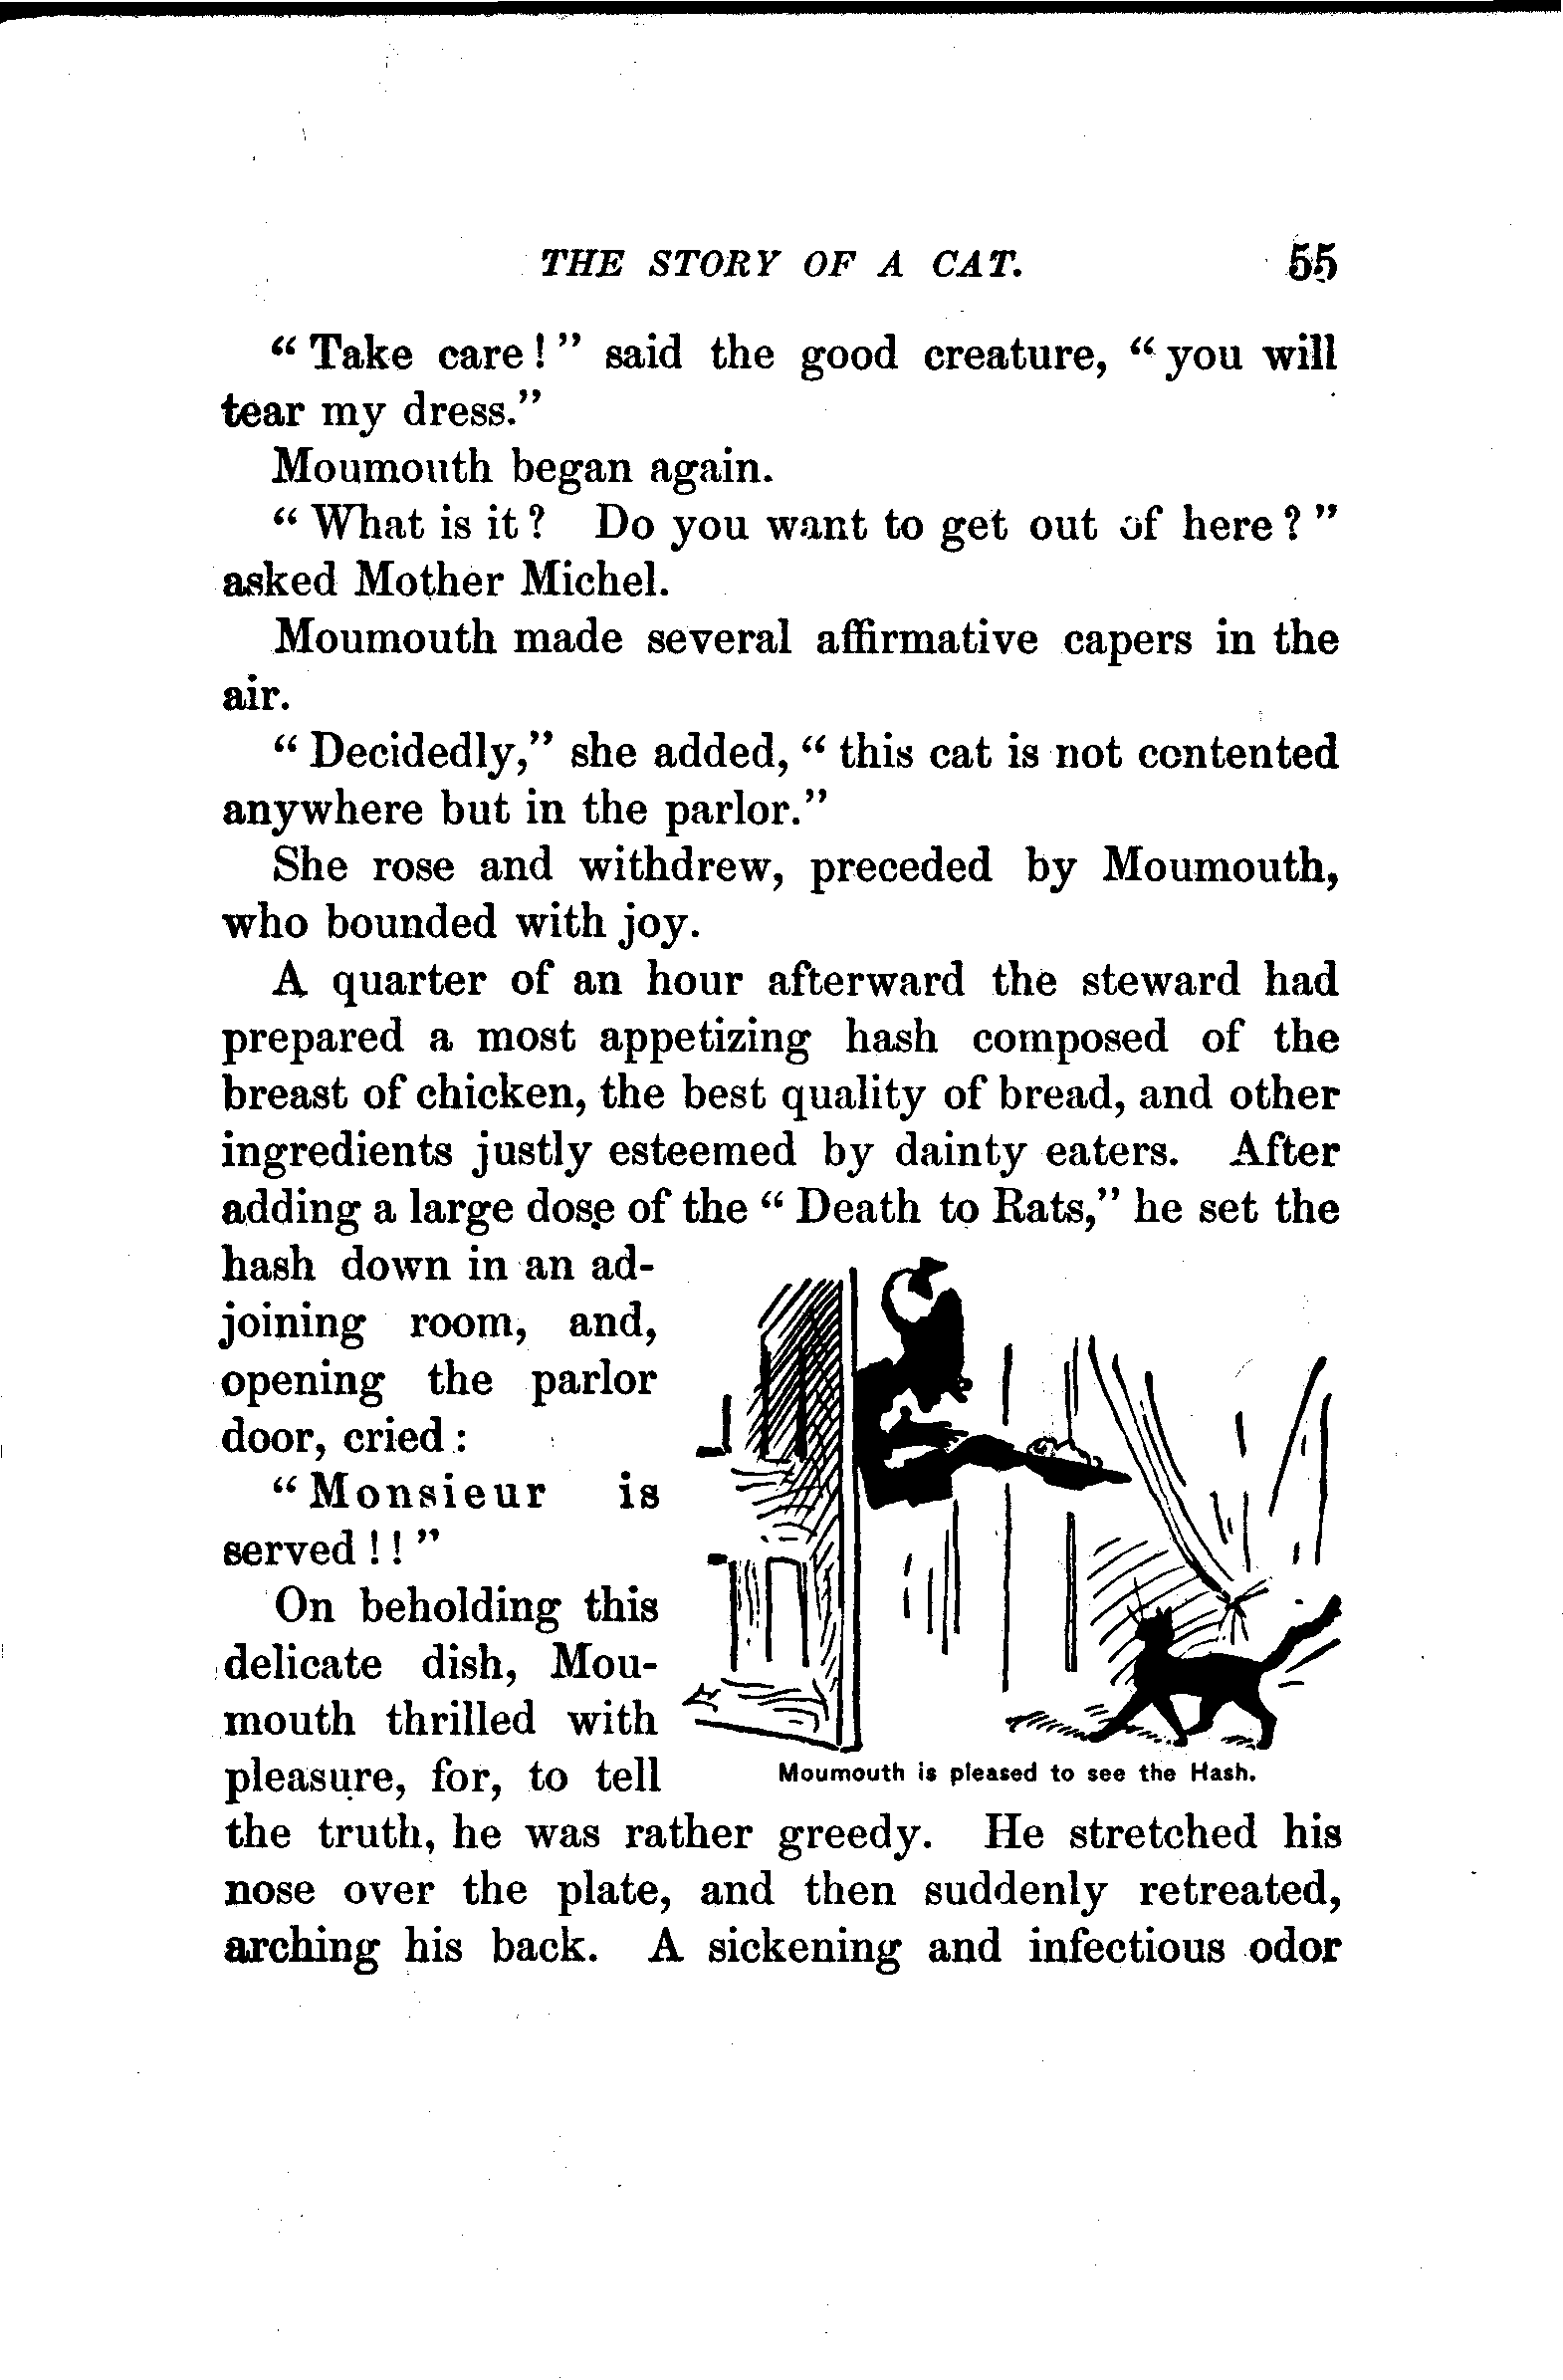 THE STORY OF A CAT. 55
“Take care!” said the good creature, “you will
tear my dress.”
Moumouth began again.
“What is it? Do you want to get out of here?”
asked Mother Michel.
Moumouth made several affirmative capers in the
air.
“Decidedly,” she added, “this cat is not contented
anywhere but in the parlor.”
She rose and withdrew, preceded by Moumouth,
who bounded with joy.
A quarter of an hour afterward the steward had
prepared a most appetizing hash composed of the
breast of chicken, the best quality of bread, and other
ingredients justly esteemed by dainty eaters. After
adding a large dose of the “Death to Rats,” he set the
hash down in an ad-
joining room, and,
opening the parlor
door, cried:
“Monsieur is
served!!”
On beholding this
delicate dish, Mou-
mouth thrilled with
pleasure, for, to tell
Moumouth is pleased to see the Hash.
the truth, he was rather greedy. He stretched his
nose over the plate, and then suddenly retreated,
arching his back. A sickening and infectious odor